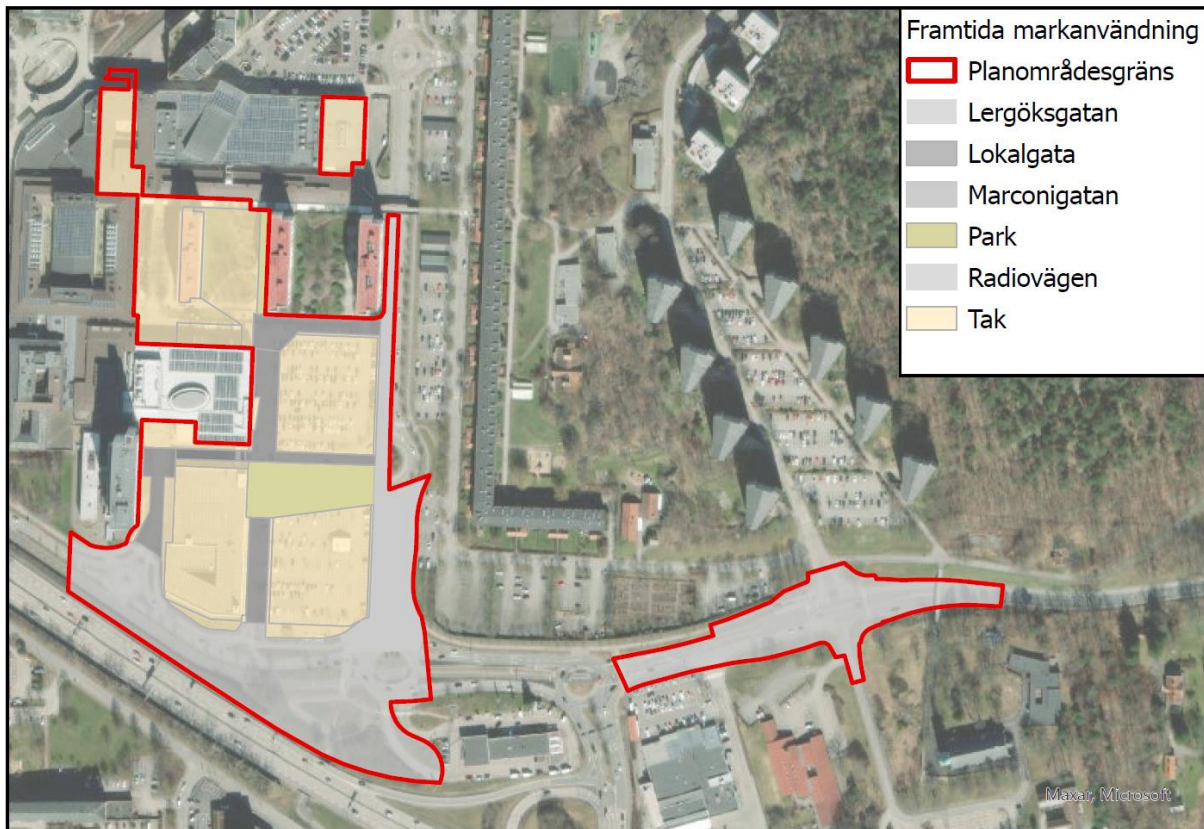 Framtida markanvändning
Planområdesgräns
Lergöksgatan
Lokalgata
Marconigatan
Park
Radiovägen
Tak
Maxar, Microsoft